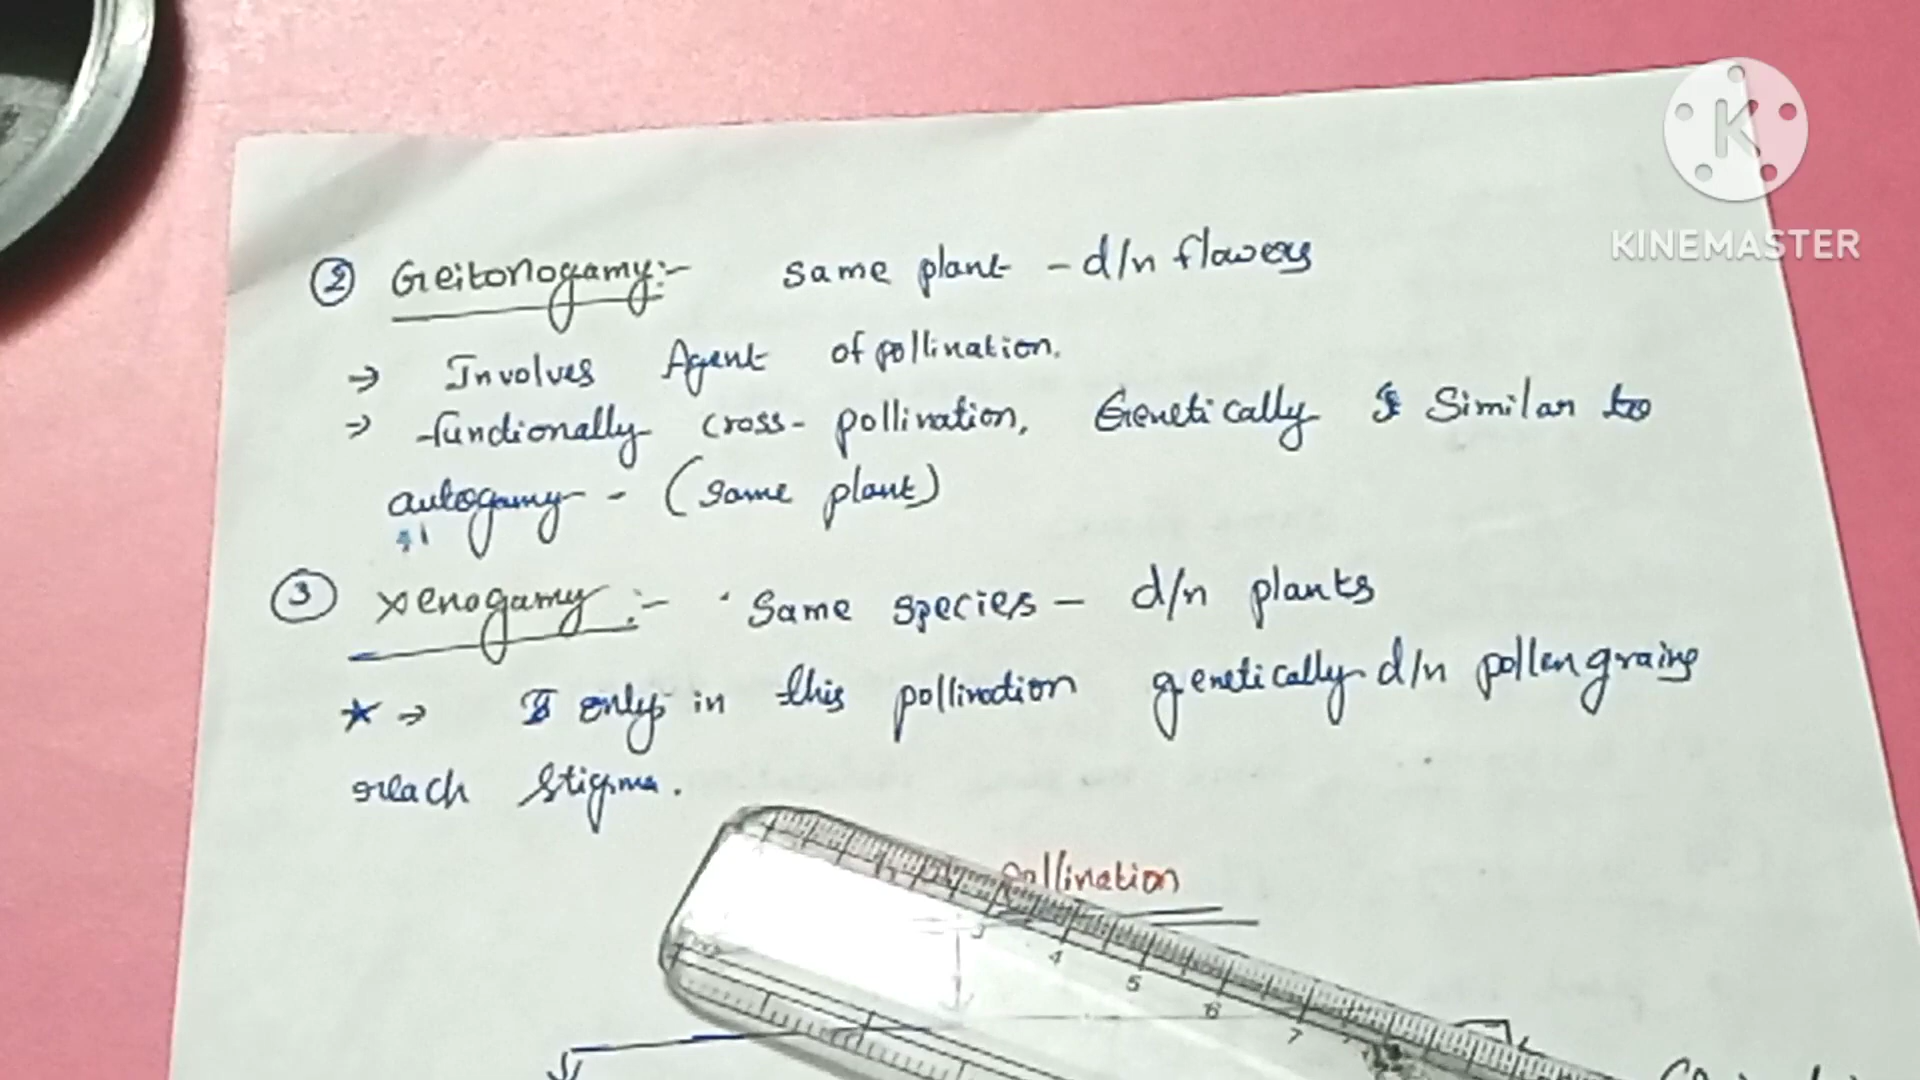 KINEMASTER
② Geitonogamy:- same plant - d/n flowers
→ Involves Agent of pollination.
→ functionally cross-pollination, Genetically Similar to
autogamy - (same plant)
③ Xenogamy:- Same species - d/n plants
★→ only in this pollination genetically d/n pollen grains
reach stigma.
pollination
4 5 6 7